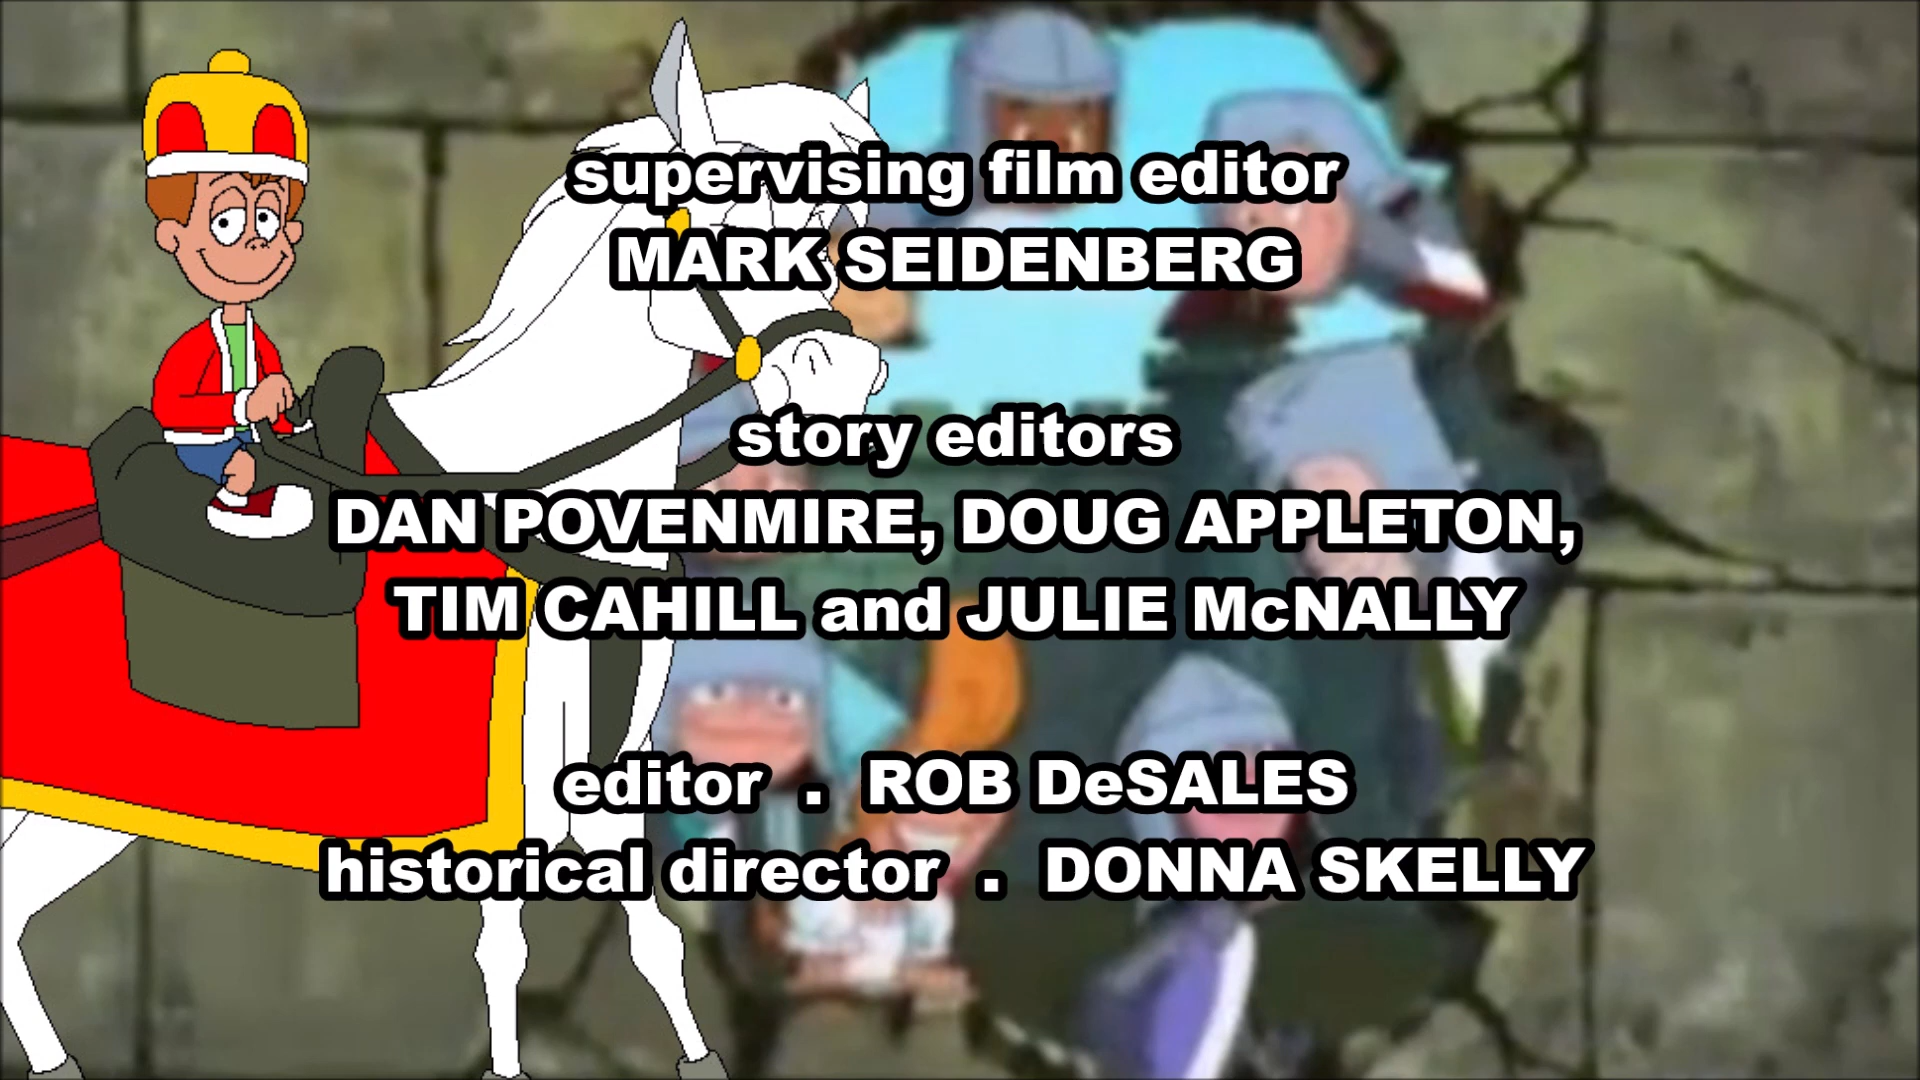 supervising film editor
MARK SEIDENBERG
story editors
DAN POVENMIRE, DOUG APPLETON,
TIM CAHILL and JULIE McNALLY
editor . ROB DeSALES
historical director . DONNA SKELLY